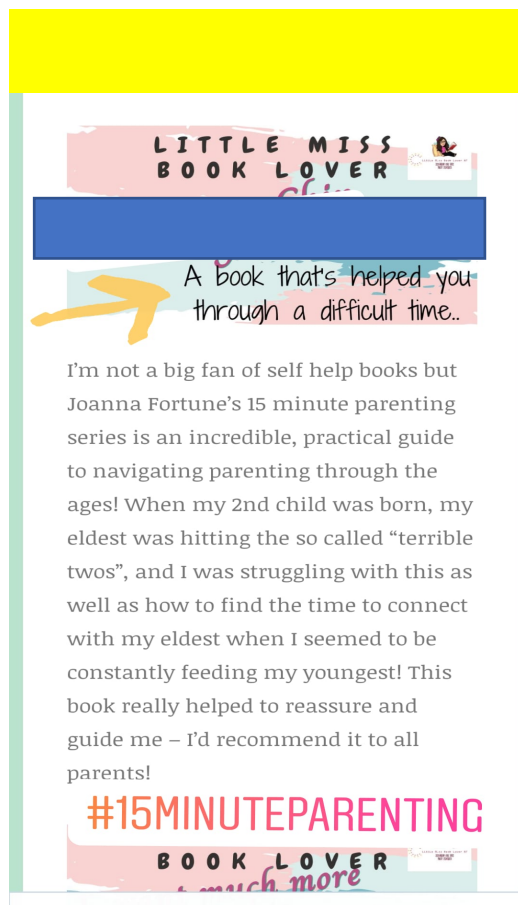 LITTLE MISS
BOOK LOVER
A book that's helped you
through a difficult time..
I’m not a big fan of self help books but
Joanna Fortune’s 15 minute parenting
series is an incredible, practical guide
to navigating parenting through the
ages! When my 2nd child was born, my
eldest was hitting the so called “terrible
twos”, and I was struggling with this as
well as how to find the time to connect
with my eldest when I seemed to be
constantly feeding my youngest! This
book really helped to reassure and
guide me – I’d recommend it to all
parents!
#15MINUTEPARENTING
BOOK LOVER
much more